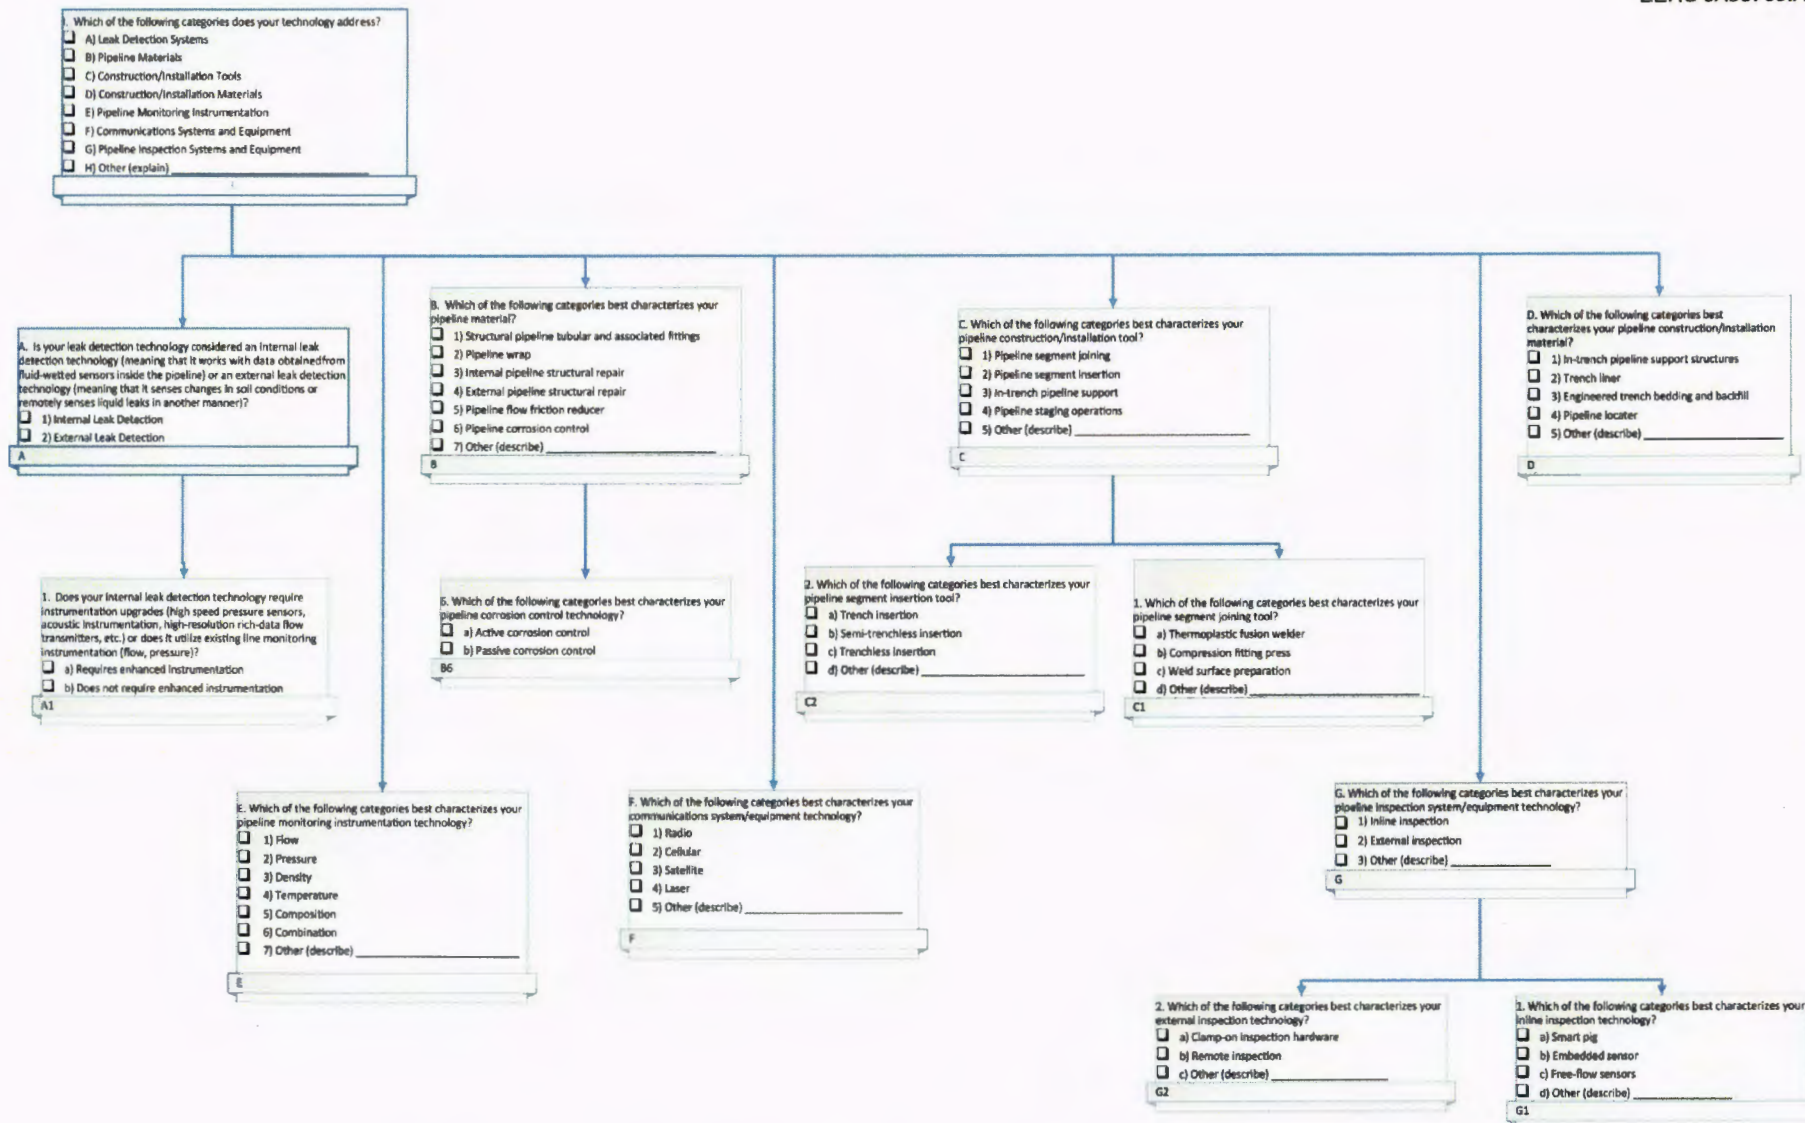 I. Which of the following categories does your technology address?
A) Leak Detection Systems
B) Pipeline Materials
C) Construction/Installation Tools
D) Construction/Installation Materials
E) Pipeline Monitoring Instrumentation
F) Communications Systems and Equipment
G) Pipeline Inspection Systems and Equipment
H) Other (explain)
A. Is your leak detection technology considered an internal leak
detection technology (meaning that it works with data obtainedfrom
fluid-wetted sensors inside the pipeline) or an external leak detection
technology (meaning that it senses changes in soil conditions or
remotely senses liquid leaks in another manner)?
1) Internal Leak Detection
2) External Leak Detection
A
B. Which of the following categories best characterizes your
pipeline material?
1) Structural pipeline tubular and associated fittings
2) Pipeline wrap
3) Internal pipeline structural repair
4) External pipeline structural repair
5) Pipeline flow friction reducer
6) Pipeline corrosion control
7) Other (describe)
B
C. Which of the following categories best characterizes your
pipeline construction/installation tool?
1) Pipeline segment joining
2) Pipeline segment insertion
3) In-trench pipeline support
4) Pipeline staging operations
5) Other (describe)
C
D. Which of the following categories best
characterizes your pipeline construction/installation
material?
1) In-trench pipeline support structures
2) Trench liner
3) Engineered trench bedding and backfill
4) Pipeline locater
5) Other (describe)
D
1. Does your internal leak detection technology require
instrumentation upgrades (high speed pressure sensors,
acoustic instrumentation, high-resolution rich-data flow
transmitters, etc.) or does it utilize existing line monitoring
instrumentation (flow, pressure)?
a) Requires enhanced instrumentation
b) Does not require enhanced instrumentation
A1
6. Which of the following categories best characterizes your
pipeline corrosion control technology?
a) Active corrosion control
b) Passive corrosion control
B6
2. Which of the following categories best characterizes your
pipeline segment insertion tool?
a) Trench insertion
b) Semi-trenchless insertion
c) Trenchless insertion
d) Other (describe)
C2
1. Which of the following categories best characterizes your
pipeline segment joining tool?
a) Thermoplastic fusion welder
b) Compression fitting press
c) Weld surface preparation
d) Other (describe)
C1
E. Which of the following categories best characterizes your
pipeline monitoring instrumentation technology?
1) Flow
2) Pressure
3) Density
4) Temperature
5) Composition
6) Combination
7) Other (describe)
E
F. Which of the following categories best characterizes your
communications system/equipment technology?
1) Radio
2) Cellular
3) Satellite
4) Laser
5) Other (describe)
F
G. Which of the following categories best characterizes your
pipeline inspection system/equipment technology?
1) Inline inspection
2) External inspection
3) Other (describe)
G
2. Which of the following categories best characterizes your
external inspection technology?
a) Clamp-on inspection hardware
b) Remote inspection
c) Other (describe)
G2
1. Which of the following categories best characterizes your
inline inspection technology?
a) Smart pig
b) Embedded sensor
c) Free-flow sensors
d) Other (describe)
G1